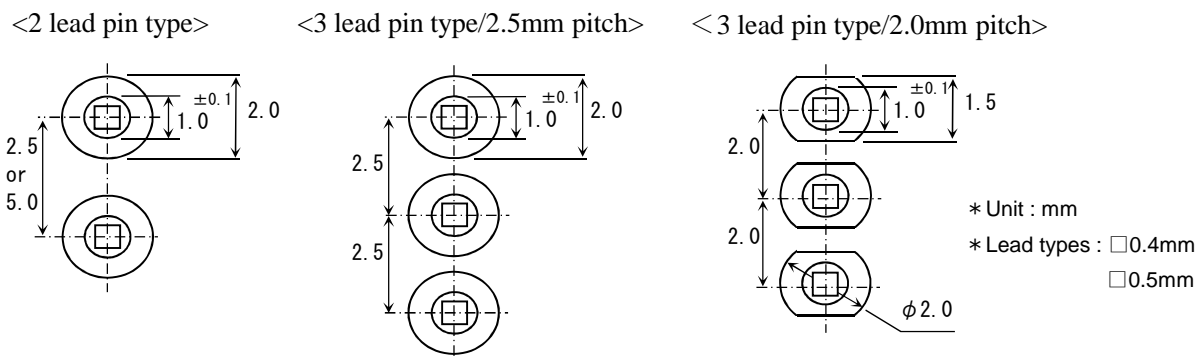 <2 lead pin type>
2.5
or
5.0
±0.1
1.0
2.0
<3 lead pin type/2.5mm pitch>
2.5
2.5
±0.1
1.0
2.0
＜3 lead pin type/2.0mm pitch>
2.0
2.0
±0.1
1.0
1.5
φ2.0
＊Unit : mm
＊Lead types : □0.4mm
□0.5mm